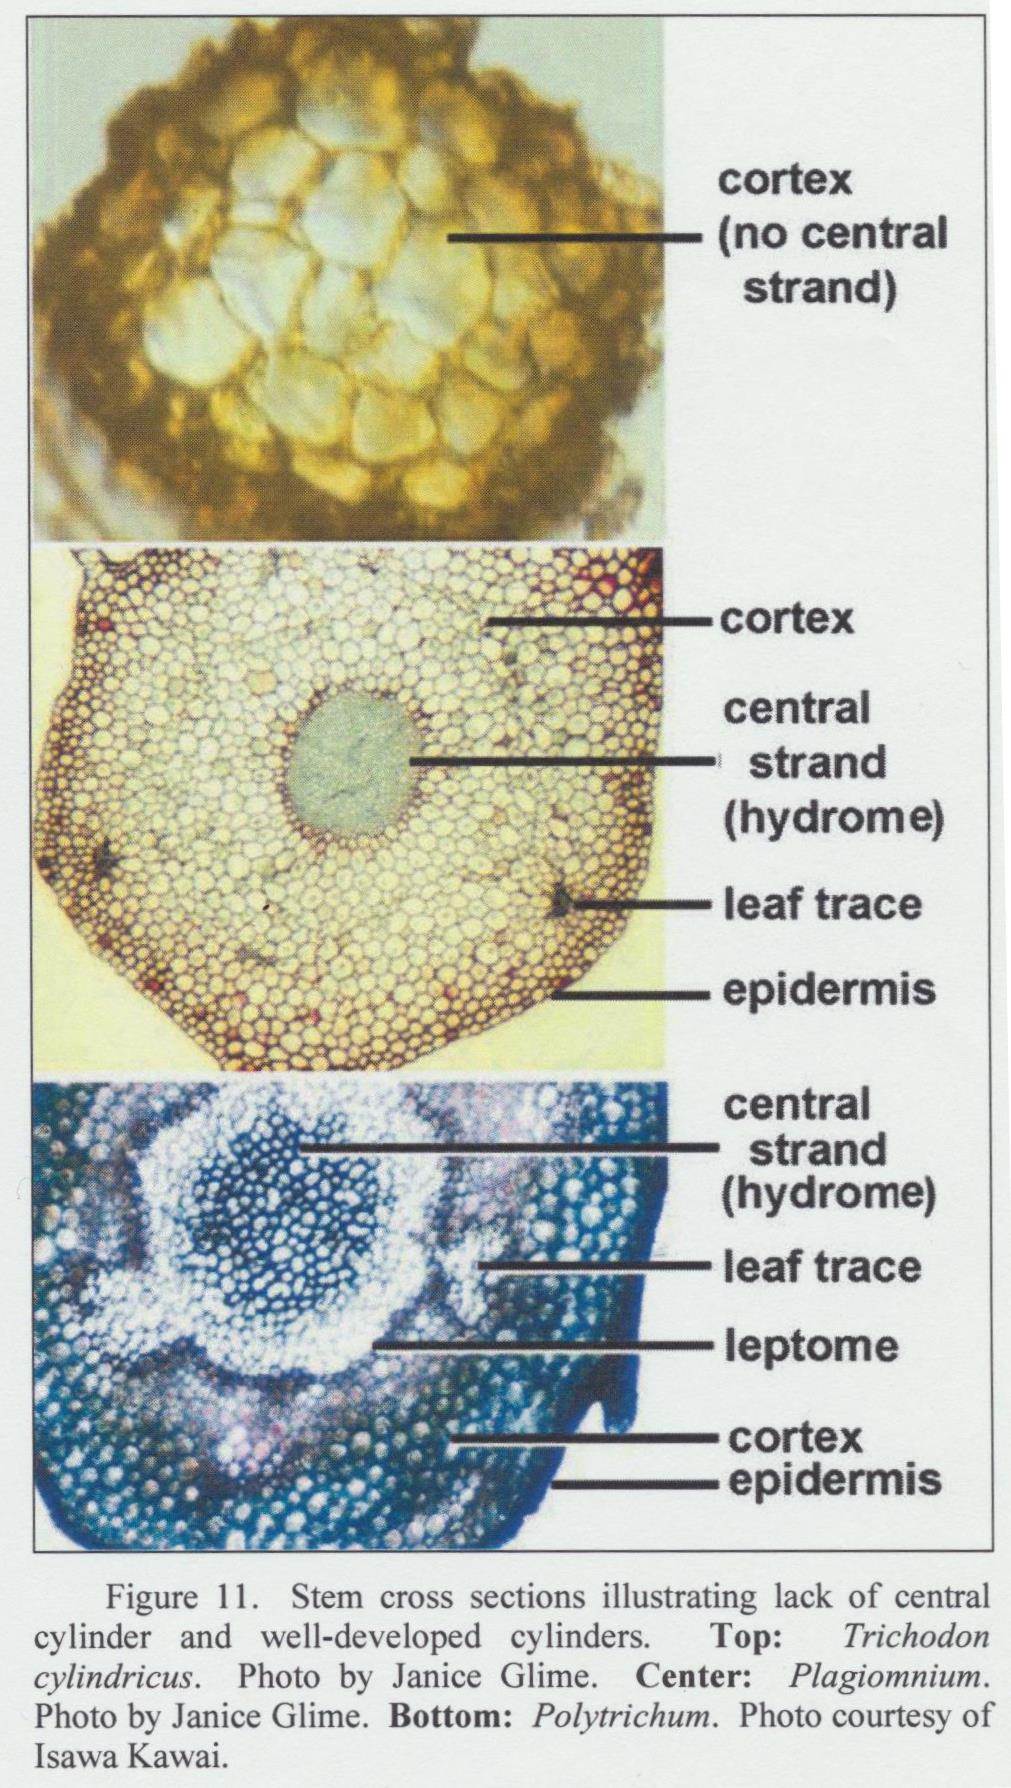 cortex
(no central
strand)
cortex
central
strand
(hydrome)
leaf trace
epidermis
central
strand
(hydrome)
leaf trace
leptome
cortex
epidermis
Figure 11. Stem cross sections illustrating lack of central
cylinder and well-developed cylinders. Top: Trichodon
cylindricus. Photo by Janice Glime. Center: Plagiomnium.
Photo by Janice Glime. Bottom: Polytrichum. Photo courtesy of
Isawa Kawai.